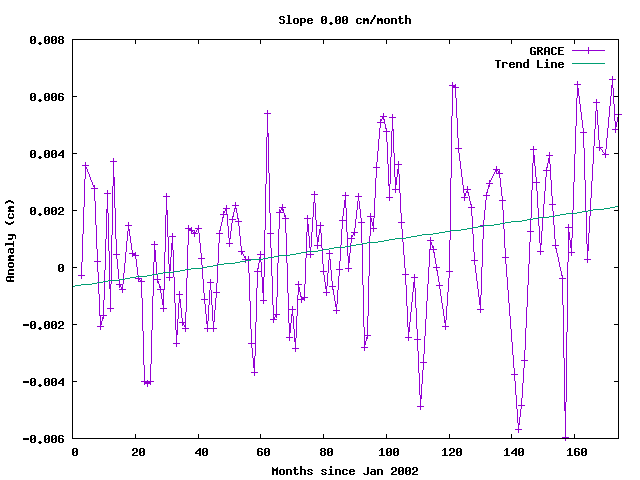 Slope 0.00 cm/month
GRACE
Trend Line
0.008
0.006
0.004
0.002
0
-0.002
-0.004
-0.006
Anomaly (cm)
0 20 40 60 80 100 120 140 160
Months since Jan 2002